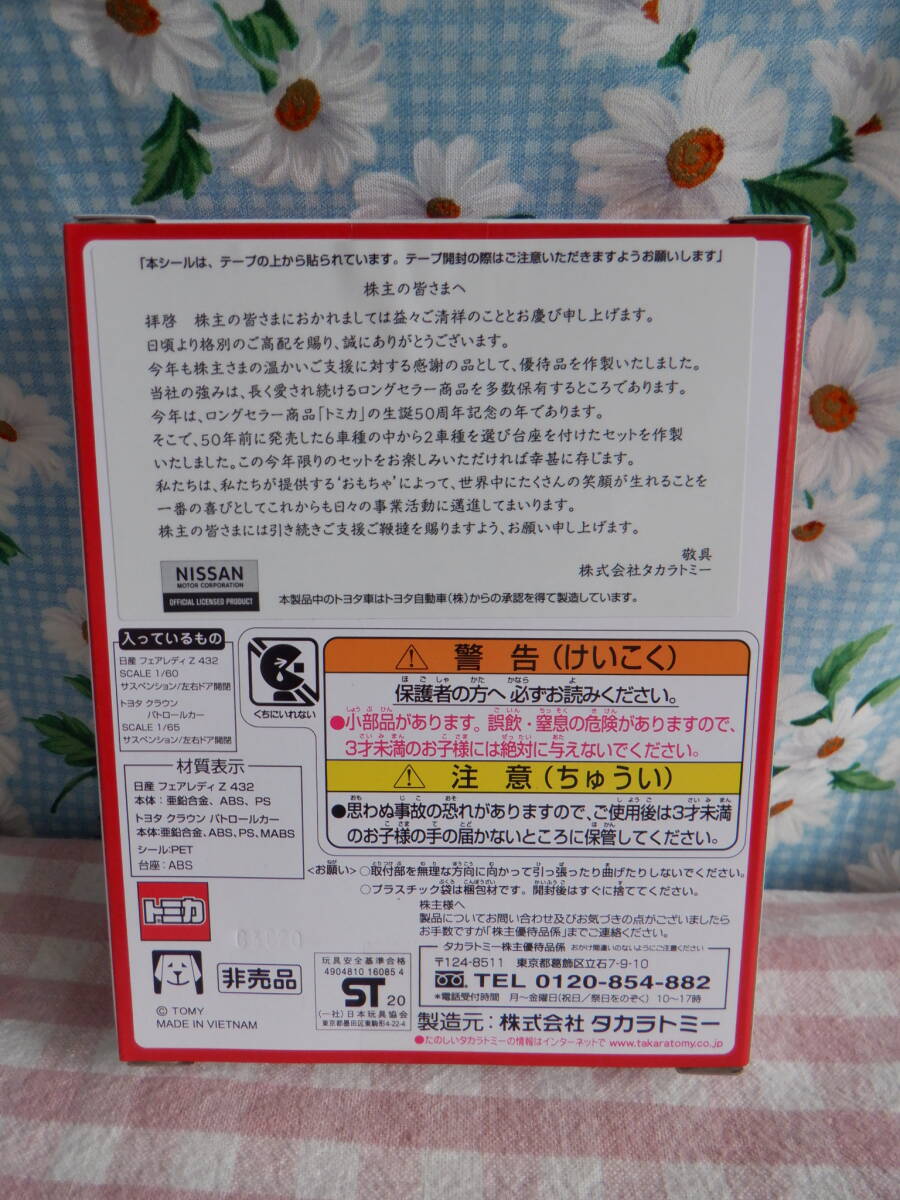 「本シールは、テープの上から貼られています。テープ開封の際はご注意いただきますようお願いします」
株主の皆さまへ
拝啓　株主の皆さまにおかれましては益々ご清祥のこととお慶び申し上げます。
日頃より格別のご高配を賜り、誠にありがとうございます。
今年も株主さまの温かいご支援に対する感謝の品として、優待品を作製いたしました。
当社の強みは、長く愛され続けるロングセラー商品を多数保有するところであります。
今年は、ロングセラー商品「トミカ」の生誕50周年記念の年であります。
そこで、50年前に発売した6車種の中から2車種を選び台座を付けたセットを作製
いたしました。この今年限りのセットをお楽しみいただければ幸甚に存じます。
私たちは、私たちが提供する‘おもちゃ’によって、世界中にたくさんの笑顔が生れることを
一番の喜びとしてこれからも日々の事業活動に邁進してまいります。
株主の皆さまには引き続きご支援ご鞭撻を賜りますよう、お願い申し上げます。
敬具
株式会社タカラトミー
NISSAN
MOTOR CORPORATION
OFFICIAL LICENSED PRODUCT
本製品中のトヨタ車はトヨタ自動車(株)からの承認を得て製造しています。
入っているもの
日産 フェアレディ Z 432
SCALE 1/60
サスペンション/左右ドア開閉
トヨタ クラウン
パトロールカー
SCALE 1/65
サスペンション/左右ドア開閉
くちにいれない
警告(けいこく)
保護者の方へ 必ずお読みください。
●小部品があります。誤飲・窒息の危険がありますので、
3才未満のお子様には絶対に与えないでください。
注意(ちゅうい)
●思わぬ事故の恐れがありますので、ご使用後は3才未満
のお子様の手の届かないところに保管してください。
材質表示
日産 フェアレディ Z 432
本体：亜鉛合金、ABS、PS
トヨタ クラウン パトロールカー
本体：亜鉛合金、ABS、PS、MABS
シール：PET
台座：ABS
<お願い> ○取付部を無理な方向に向かって引っ張ったり曲げたりしないでください。
○プラスチック袋は梱包材です。開封後はすぐに捨ててください。
株主様へ
製品についてお問い合わせ及びお気づきの点がございましたら
お手数ですが「株主優待品係」までご連絡ください。
タカラトミー株主優待品係 おかけ間違いのないようにご注意ください
〒124-8511　東京都葛飾区立石7-9-10
TEL 0120-854-882
*電話受付時間　月〜金曜日(祝日/祭日をのぞく) 10〜17時
トミカ
非売品
© TOMY
MADE IN VIETNAM
玩具安全基準合格
4904810 16085 4
ST 20
(一社)日本玩具協会
東京都墨田区東駒形4-22-4
製造元：株式会社 タカラトミー
●たのしいタカラトミーの情報はインターネットで www.takaratomy.co.jp